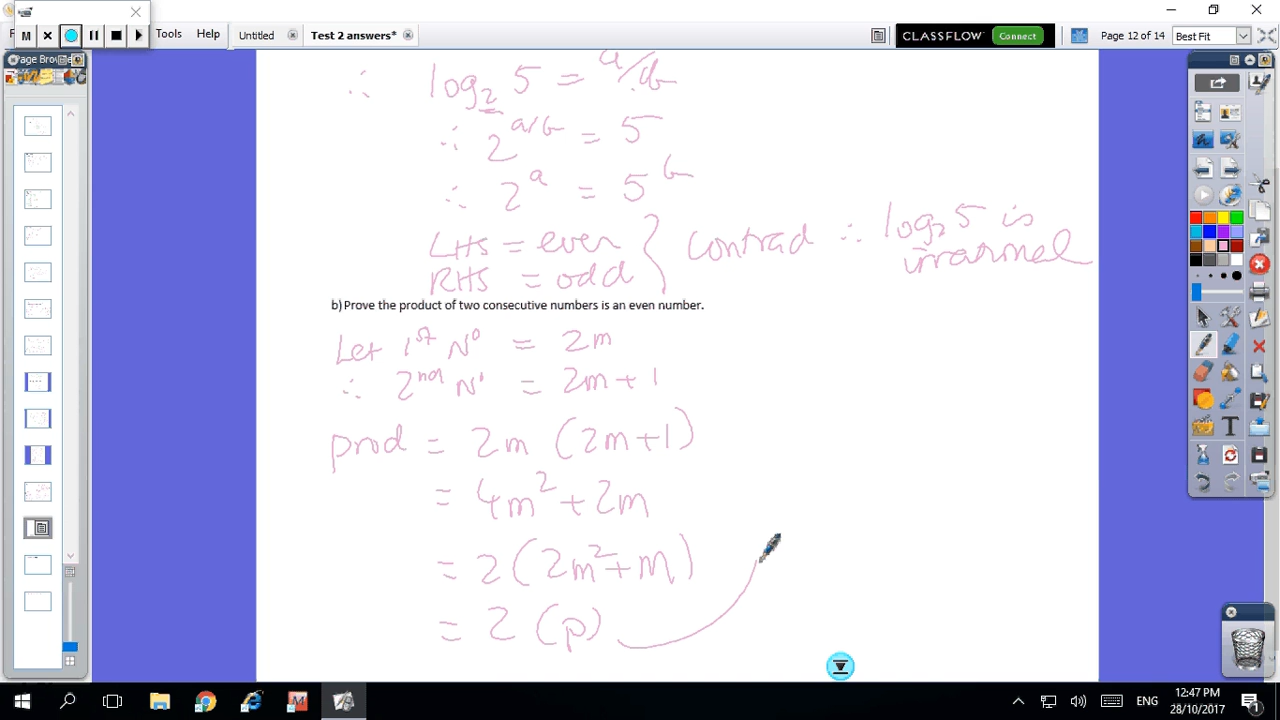 M
Tools Help
Untitled
Test 2 answers*
CLASSFLOW Connect
Page 12 of 14
Best Fit
Page Brow
∴ log₂ 5 = a/b
∴ 2^(a/b) = 5
∴ 2^a = 5^b
LHS = even
RHS = odd
} Contrad ∴ log₂ 5 is
irrational
b) Prove the product of two consecutive numbers is an even number.
Let 1st Nº = 2m
∴ 2nd Nº = 2m + 1
prod = 2m (2m+1)
= 4m² + 2m
= 2 (2m² + m)
= 2 (p)
ENG
12:47 PM
28/10/2017